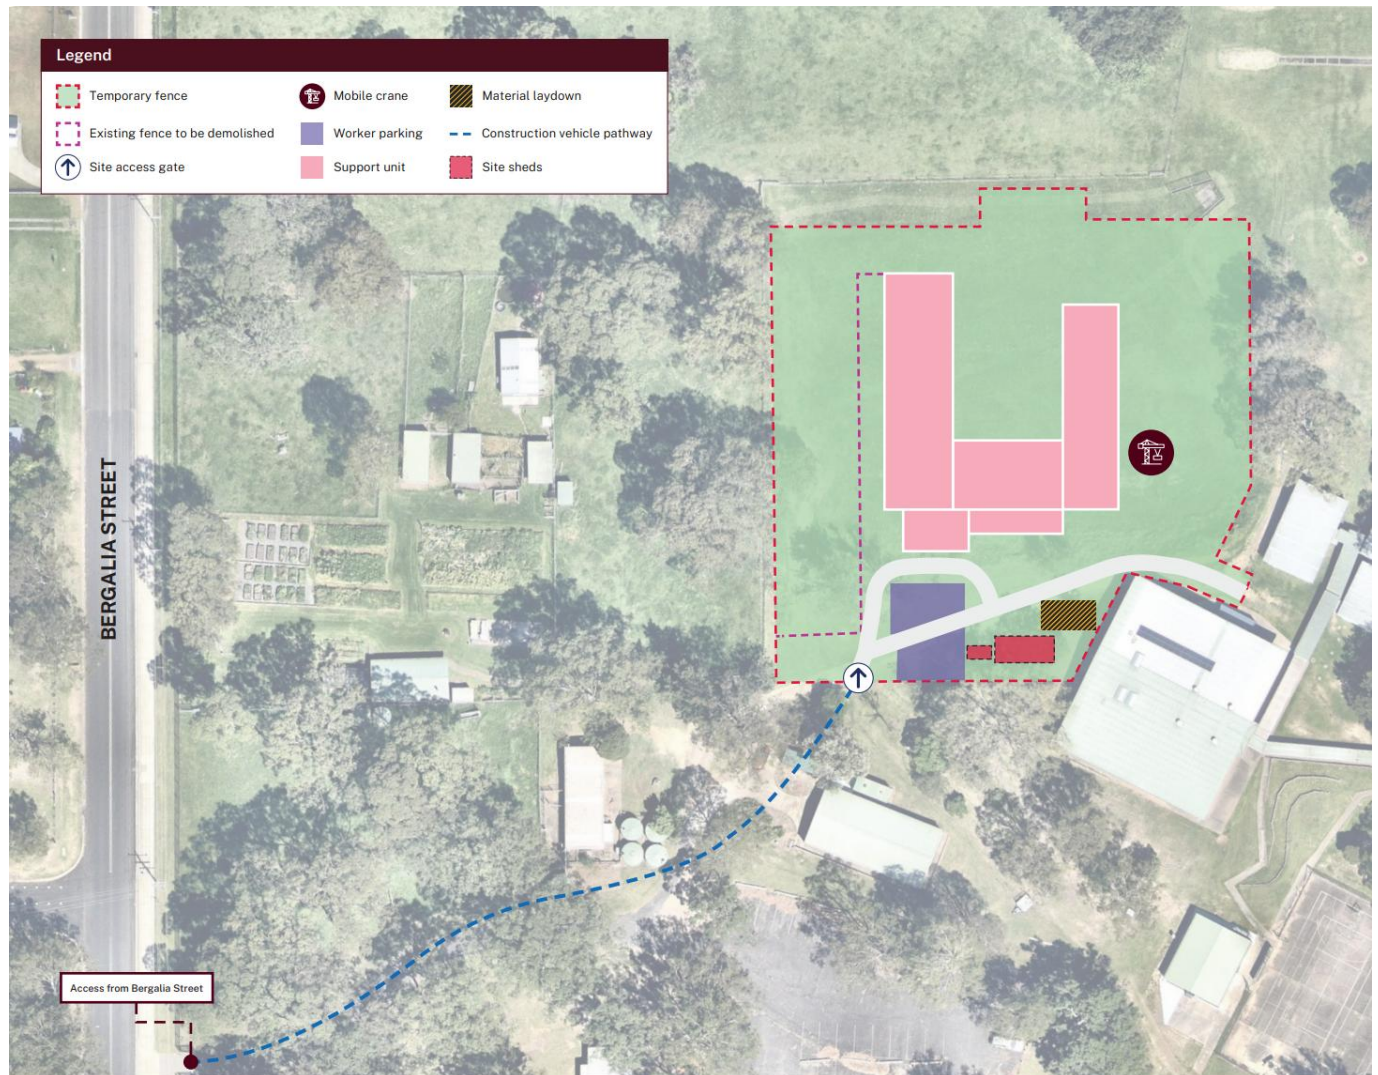 Legend
Temporary fence
Mobile crane
Material laydown
Existing fence to be demolished
Worker parking
Construction vehicle pathway
Site access gate
Support unit
Site sheds
BERGALIA STREET
Access from Bergalia Street